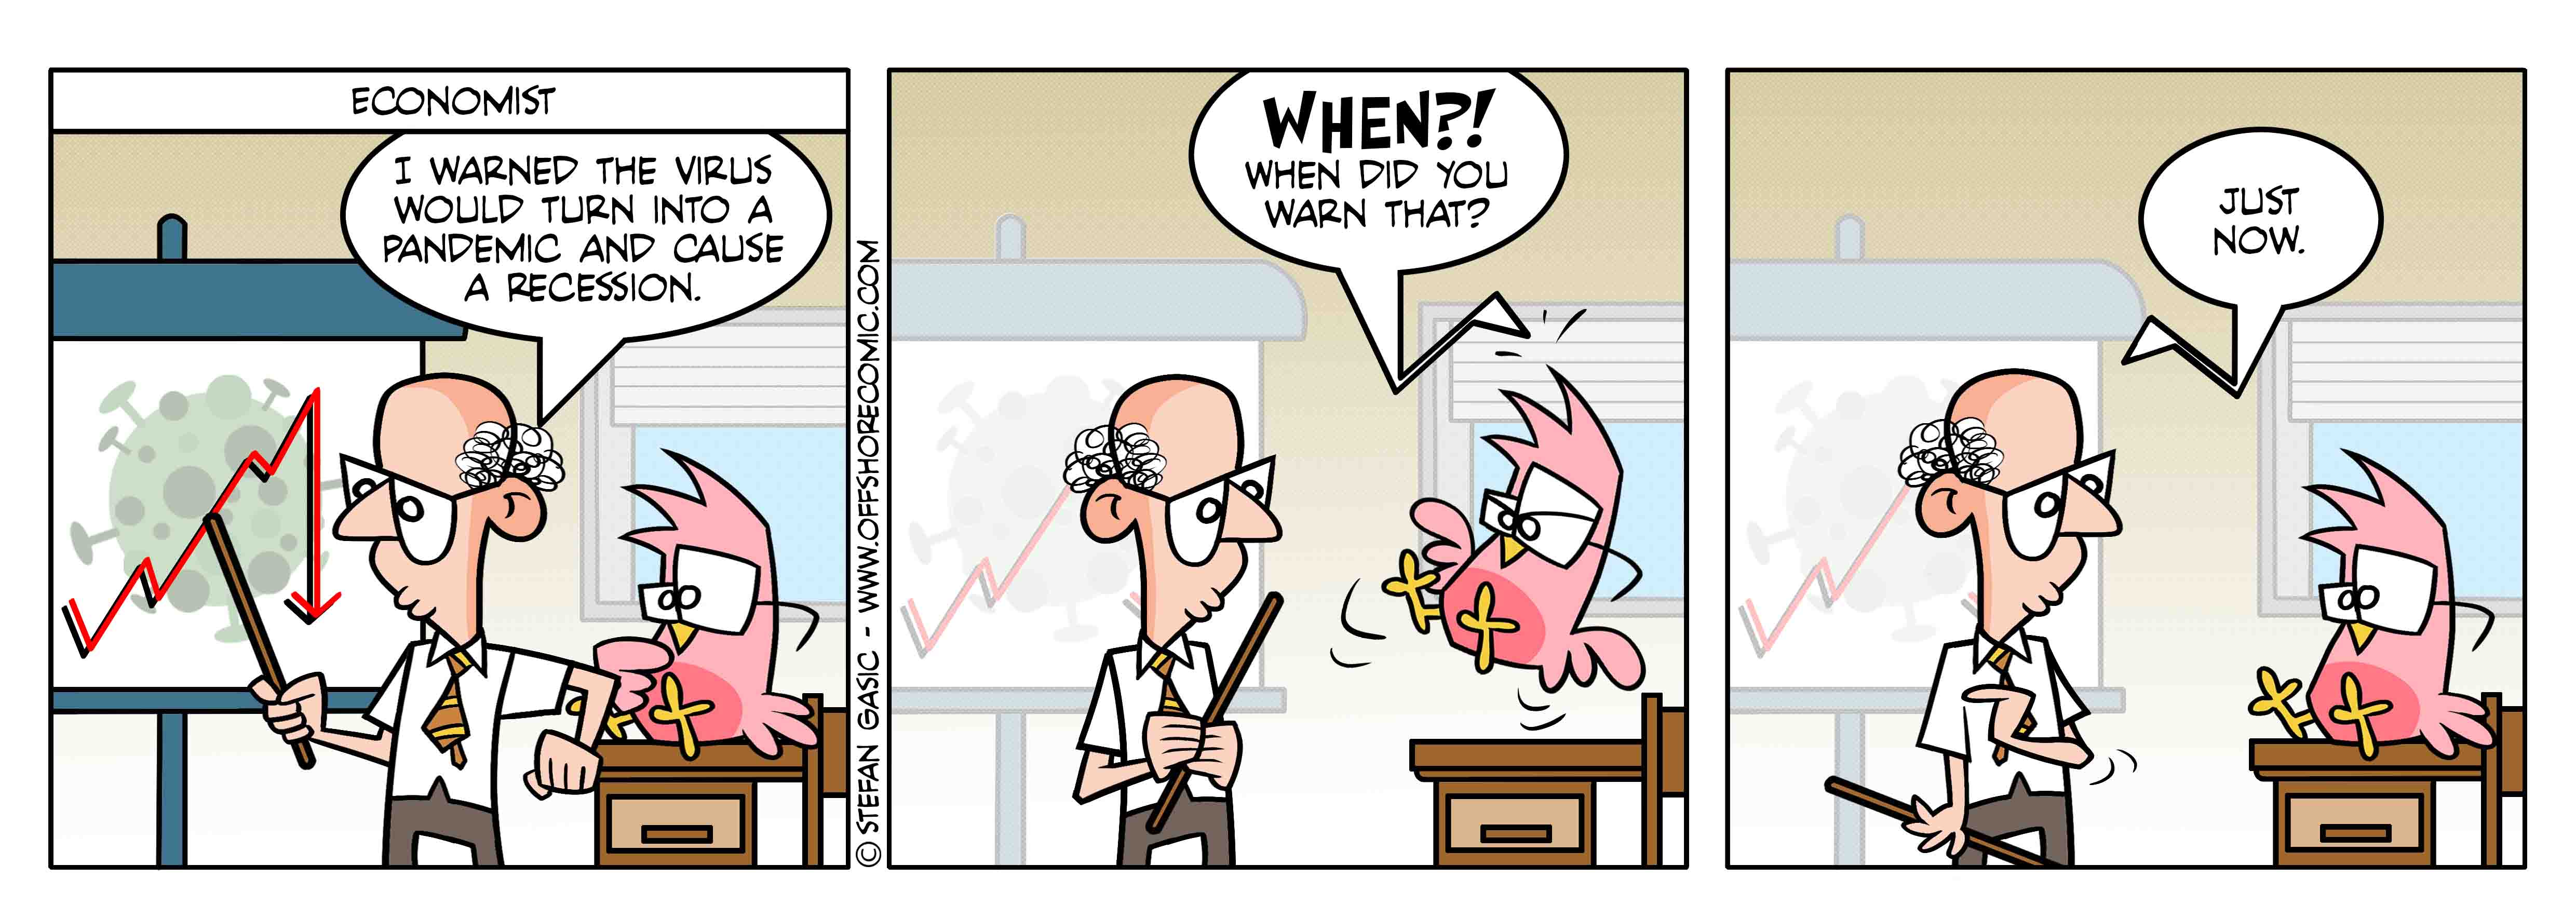 ECONOMIST
I WARNED THE VIRUS
WOULD TURN INTO A
PANDEMIC AND CAUSE
A RECESSION.
© STEFAN GASIC - WWW.OFFSHORECOMIC.COM
WHEN?!
WHEN DID YOU
WARN THAT?
JUST
NOW.